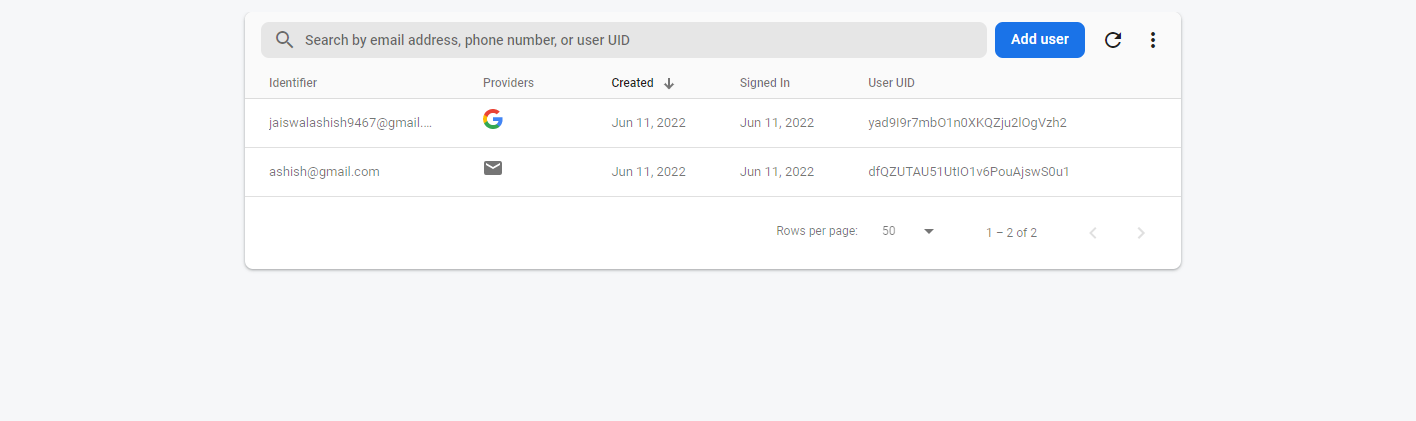 Search by email address, phone number, or user UID Add user
Identifier Providers Created Signed In User UID
jaiswalashish9467@gmail.... Jun 11, 2022 Jun 11, 2022 yad9I9r7mbO1n0XKQZju2lOgVzh2
ashish@gmail.com Jun 11, 2022 Jun 11, 2022 dfQZUTAU51UtIO1v6PouAjswS0u1
Rows per page: 50 1 – 2 of 2